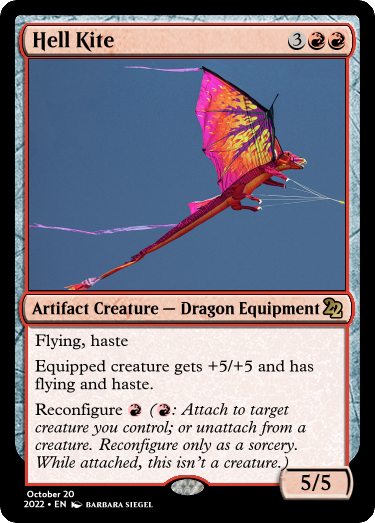 Hell Kite 3
Artifact Creature — Dragon Equipment 22
Flying, haste
Equipped creature gets +5/+5 and has
flying and haste.
Reconfigure (: Attach to target
creature you control; or unattach from a
creature. Reconfigure only as a sorcery.
While attached, this isn't a creature.)
5/5
October 20
2022 • EN BARBARA SIEGEL